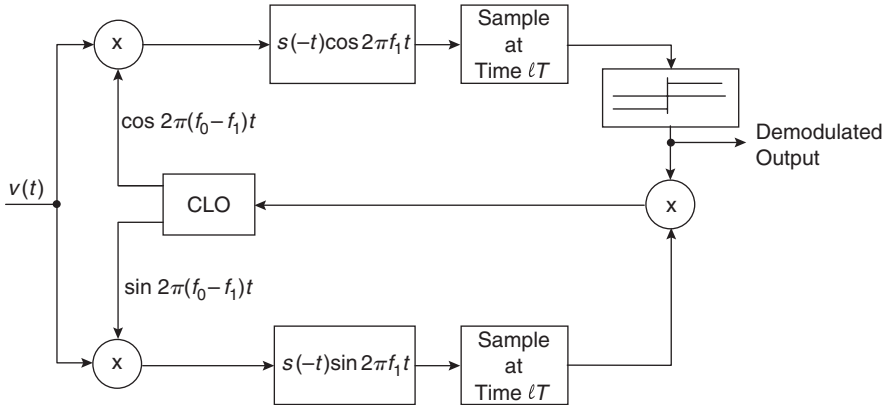 x
s(−t)cos 2πf₁t
Sample
at
Time ℓT
cos 2π(f₀−f₁)t
Demodulated
Output
v(t)
CLO
x
sin 2π(f₀−f₁)t
x
s(−t)sin 2πf₁t
Sample
at
Time ℓT